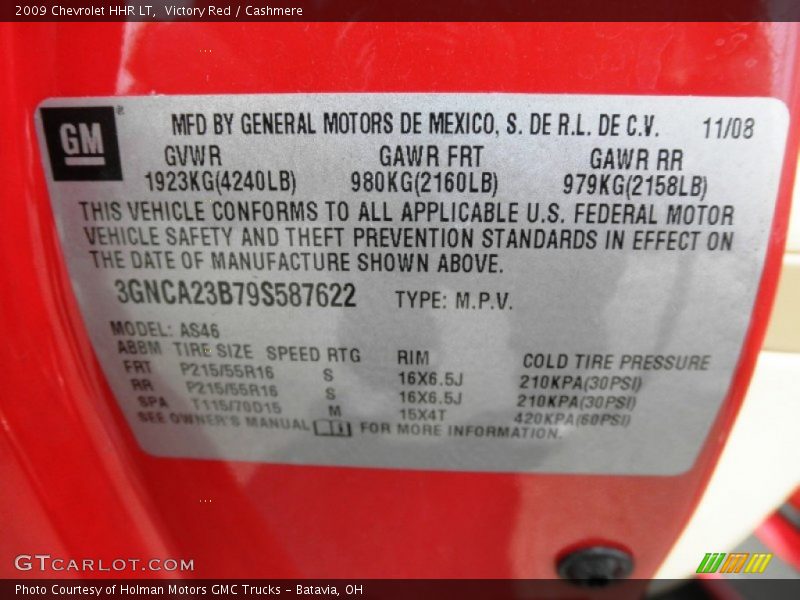 2009 Chevrolet HHR LT,  Victory Red / Cashmere
GM
®
MFD BY GENERAL MOTORS DE MEXICO, S. DE R.L. DE C.V. 11/08
GVWR GAWR FRT GAWR RR
1923KG(4240LB) 980KG(2160LB) 979KG(2158LB)
THIS VEHICLE CONFORMS TO ALL APPLICABLE U.S. FEDERAL MOTOR
VEHICLE SAFETY AND THEFT PREVENTION STANDARDS IN EFFECT ON
THE DATE OF MANUFACTURE SHOWN ABOVE.
3GNCA23B79S587622 TYPE: M.P.V.
MODEL: AS46
ABBM TIRE SIZE SPEED RTG RIM COLD TIRE PRESSURE
FRT P215/55R16 S 16X6.5J 210KPA(30PSI)
RR P215/55R16 S 16X6.5J 210KPA(30PSI)
SPA T115/70D15 M 15X4T 420KPA(60PSI)
SEE OWNER'S MANUAL FOR MORE INFORMATION.
GTCARLOT.COM
Photo Courtesy of Holman Motors GMC Trucks - Batavia, OH